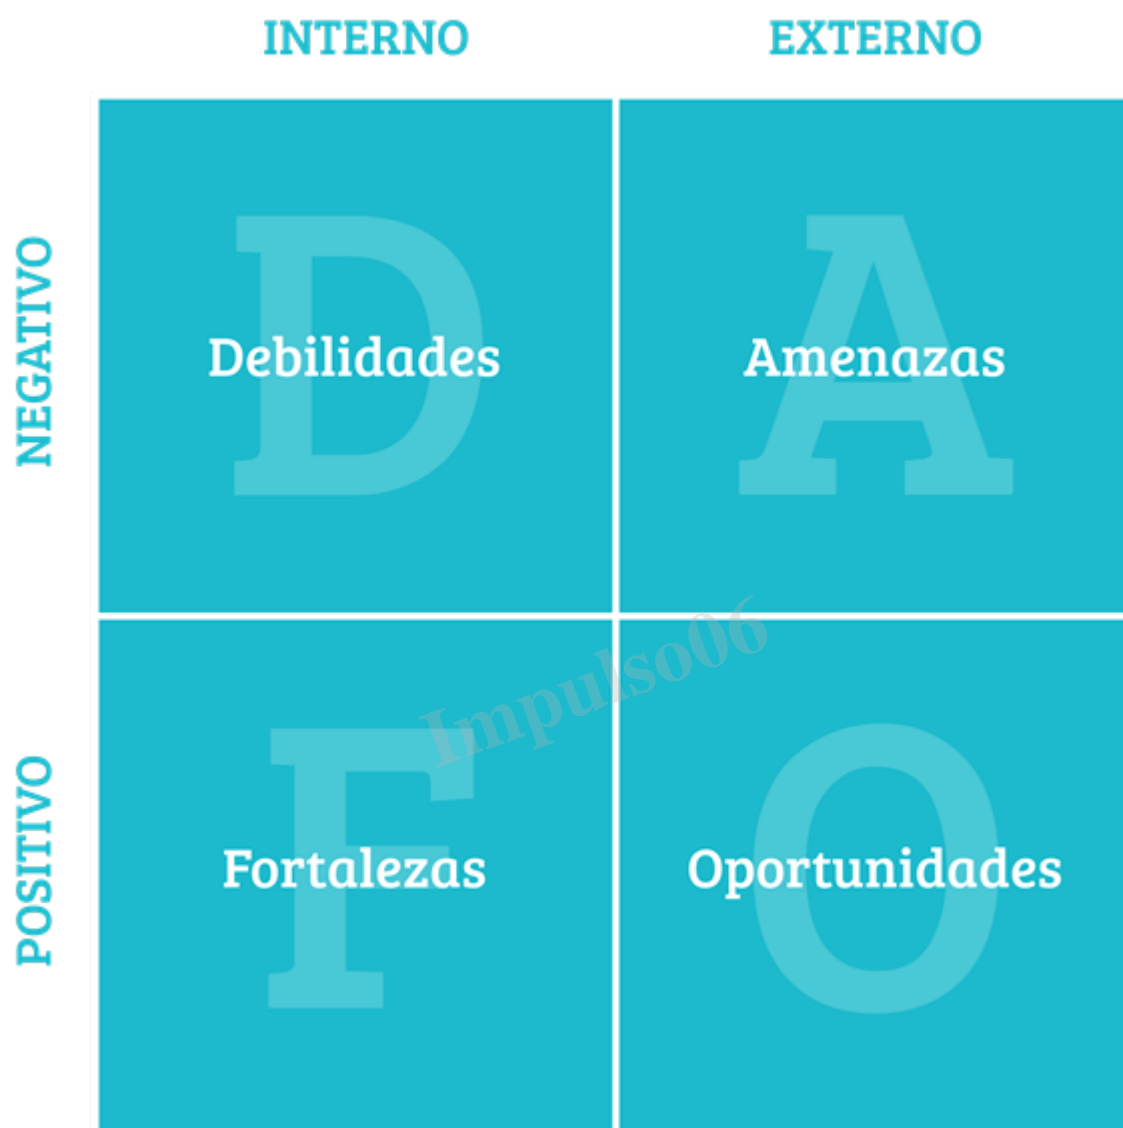 INTERNO EXTERNO
NEGATIVO
D
Debilidades
A
Amenazas
POSITIVO
F
Fortalezas
O
Oportunidades
Impulso06